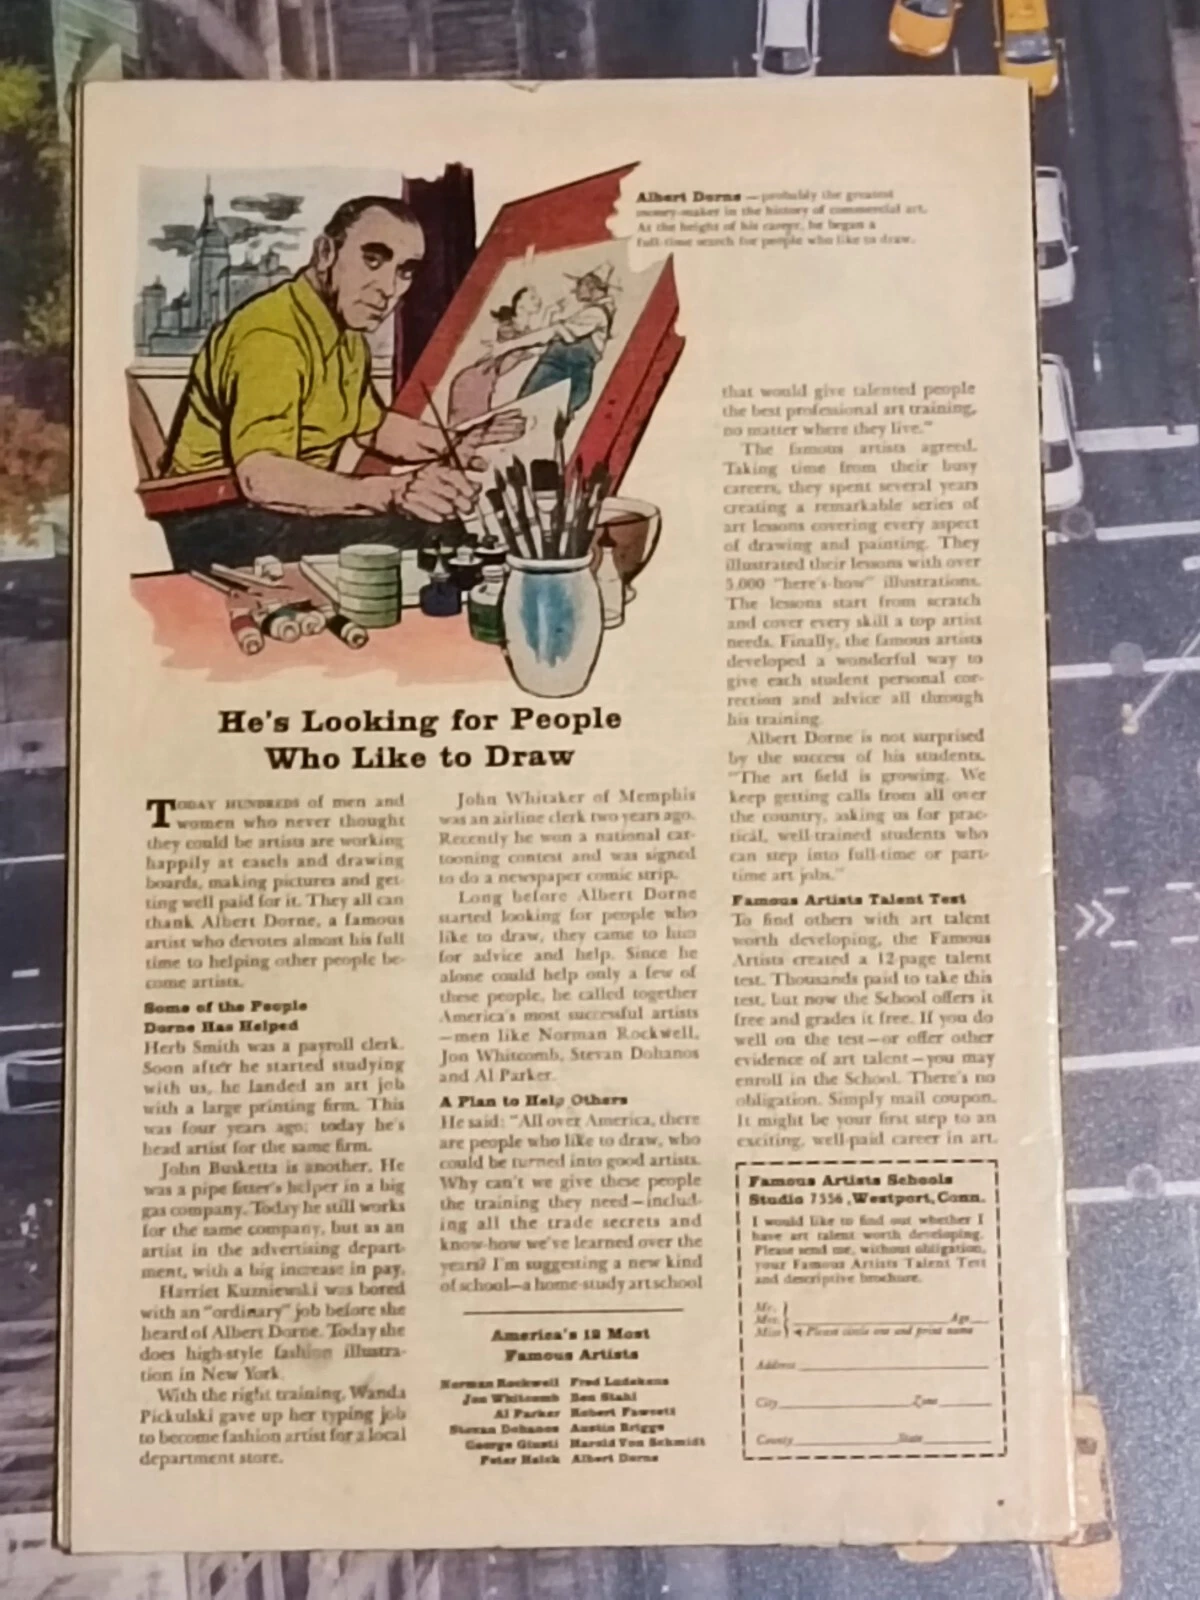 Albert Dorne — probably the greatest
money-maker in the history of commercial art.
At the height of his career, he began a
full-time search for people who like to draw.
He's Looking for People
Who Like to Draw
TODAY HUNDREDS of men and
women who never thought
they could be artists are working
happily at easels and drawing
boards, making pictures and get-
ting well paid for it. They all can
thank Albert Dorne, a famous
artist who devotes almost his full
time to helping other people be-
come artists.
Some of the People
Dorne Has Helped
Herb Smith was a payroll clerk.
Soon after he started studying
with us, he landed an art job
with a large printing firm. This
was four years ago; today he's
head artist for the same firm.
John Busketta is another. He
was a pipe fitter's helper in a big
gas company. Today he still works
for the same company, but as an
artist in the advertising depart-
ment, with a big increase in pay.
Harriet Kuzniewski was bored
with an "ordinary" job before she
heard of Albert Dorne. Today she
does high-style fashion illustra-
tion in New York.
With the right training, Wanda
Pickulski gave up her typing job
to become fashion artist for a local
department store.
John Whitaker of Memphis
was an airline clerk two years ago.
Recently he won a national car-
tooning contest and was signed
to do a newspaper comic strip.
Long before Albert Dorne
started looking for people who
like to draw, they came to him
for advice and help. Since he
alone could help only a few of
these people, he called together
America's most successful artists
—men like Norman Rockwell,
Jon Whitcomb, Stevan Dohanos
and Al Parker.
A Plan to Help Others
He said: "All over America, there
are people who like to draw, who
could be turned into good artists.
Why can't we give these people
the training they need—includ-
ing all the trade secrets and
know-how we've learned over the
years? I'm suggesting a new kind
of school—a home-study art school
that would give talented people
the best professional art training,
no matter where they live."
The famous artists agreed.
Taking time from their busy
careers, they spent several years
creating a remarkable series of
art lessons covering every aspect
of drawing and painting. They
illustrated their lessons with over
5,000 "here's-how" illustrations.
The lessons start from scratch
and cover every skill a top artist
needs. Finally, the famous artists
developed a wonderful way to
give each student personal cor-
rection and advice all through
his training.
Albert Dorne is not surprised
by the success of his students.
"The art field is growing. We
keep getting calls from all over
the country, asking us for prac-
tical, well-trained students who
can step into full-time or part-
time art jobs."
Famous Artists Talent Test
To find others with art talent
worth developing, the Famous
Artists created a 12-page talent
test. Thousands paid to take this
test, but now the School offers it
free and grades it free. If you do
well on the test—or offer other
evidence of art talent—you may
enroll in the School. There's no
obligation. Simply mail coupon.
It might be your first step to an
exciting, well-paid career in art.
America's 12 Most
Famous Artists
Norman Rockwell Fred Ludekens
Jon Whitcomb Ben Stahl
Al Parker Robert Fawcett
Stevan Dohanos Austin Briggs
George Giusti Harold Von Schmidt
Peter Helck Albert Dorne
Famous Artists Schools
Studio 7356, Westport, Conn.
I would like to find out whether I
have art talent worth developing.
Please send me, without obligation,
your Famous Artists Talent Test
and descriptive brochure.
Mr.
Mrs. Age
Miss Please circle one and print name
Address
City Zone
County State